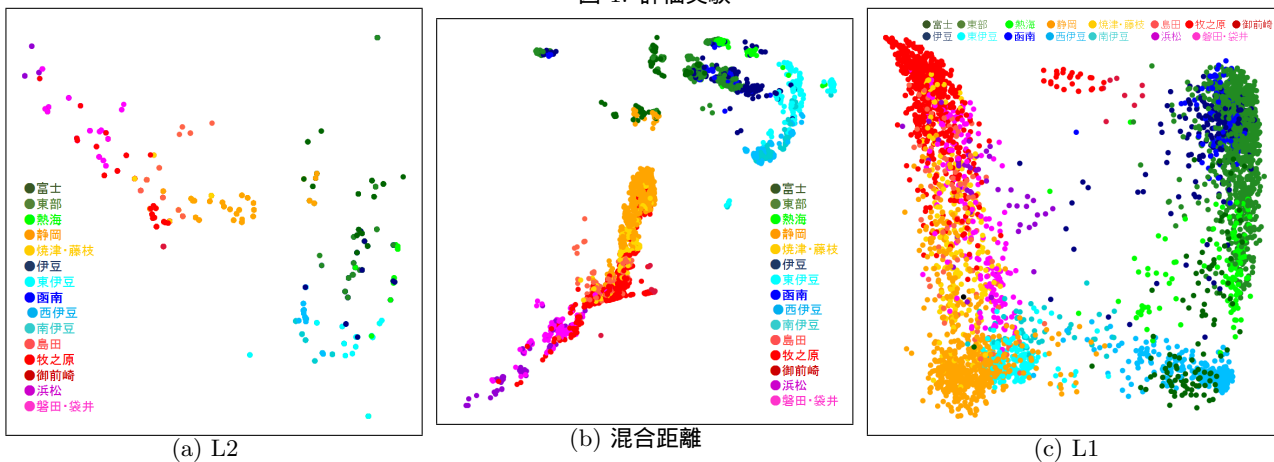 図 1: 評価実験
富士
東部
熱海
静岡
焼津・藤枝
伊豆
東伊豆
函南
西伊豆
南伊豆
島田
牧之原
御前崎
浜松
磐田・袋井
(a) L2
富士
東部
熱海
静岡
焼津・藤枝
伊豆
東伊豆
函南
西伊豆
南伊豆
島田
牧之原
御前崎
浜松
磐田・袋井
(b) 混合距離
富士 東部 熱海 静岡 焼津・藤枝 島田 牧之原 御前崎
伊豆 東伊豆 函南 西伊豆 南伊豆 浜松 磐田・袋井
(c) L1